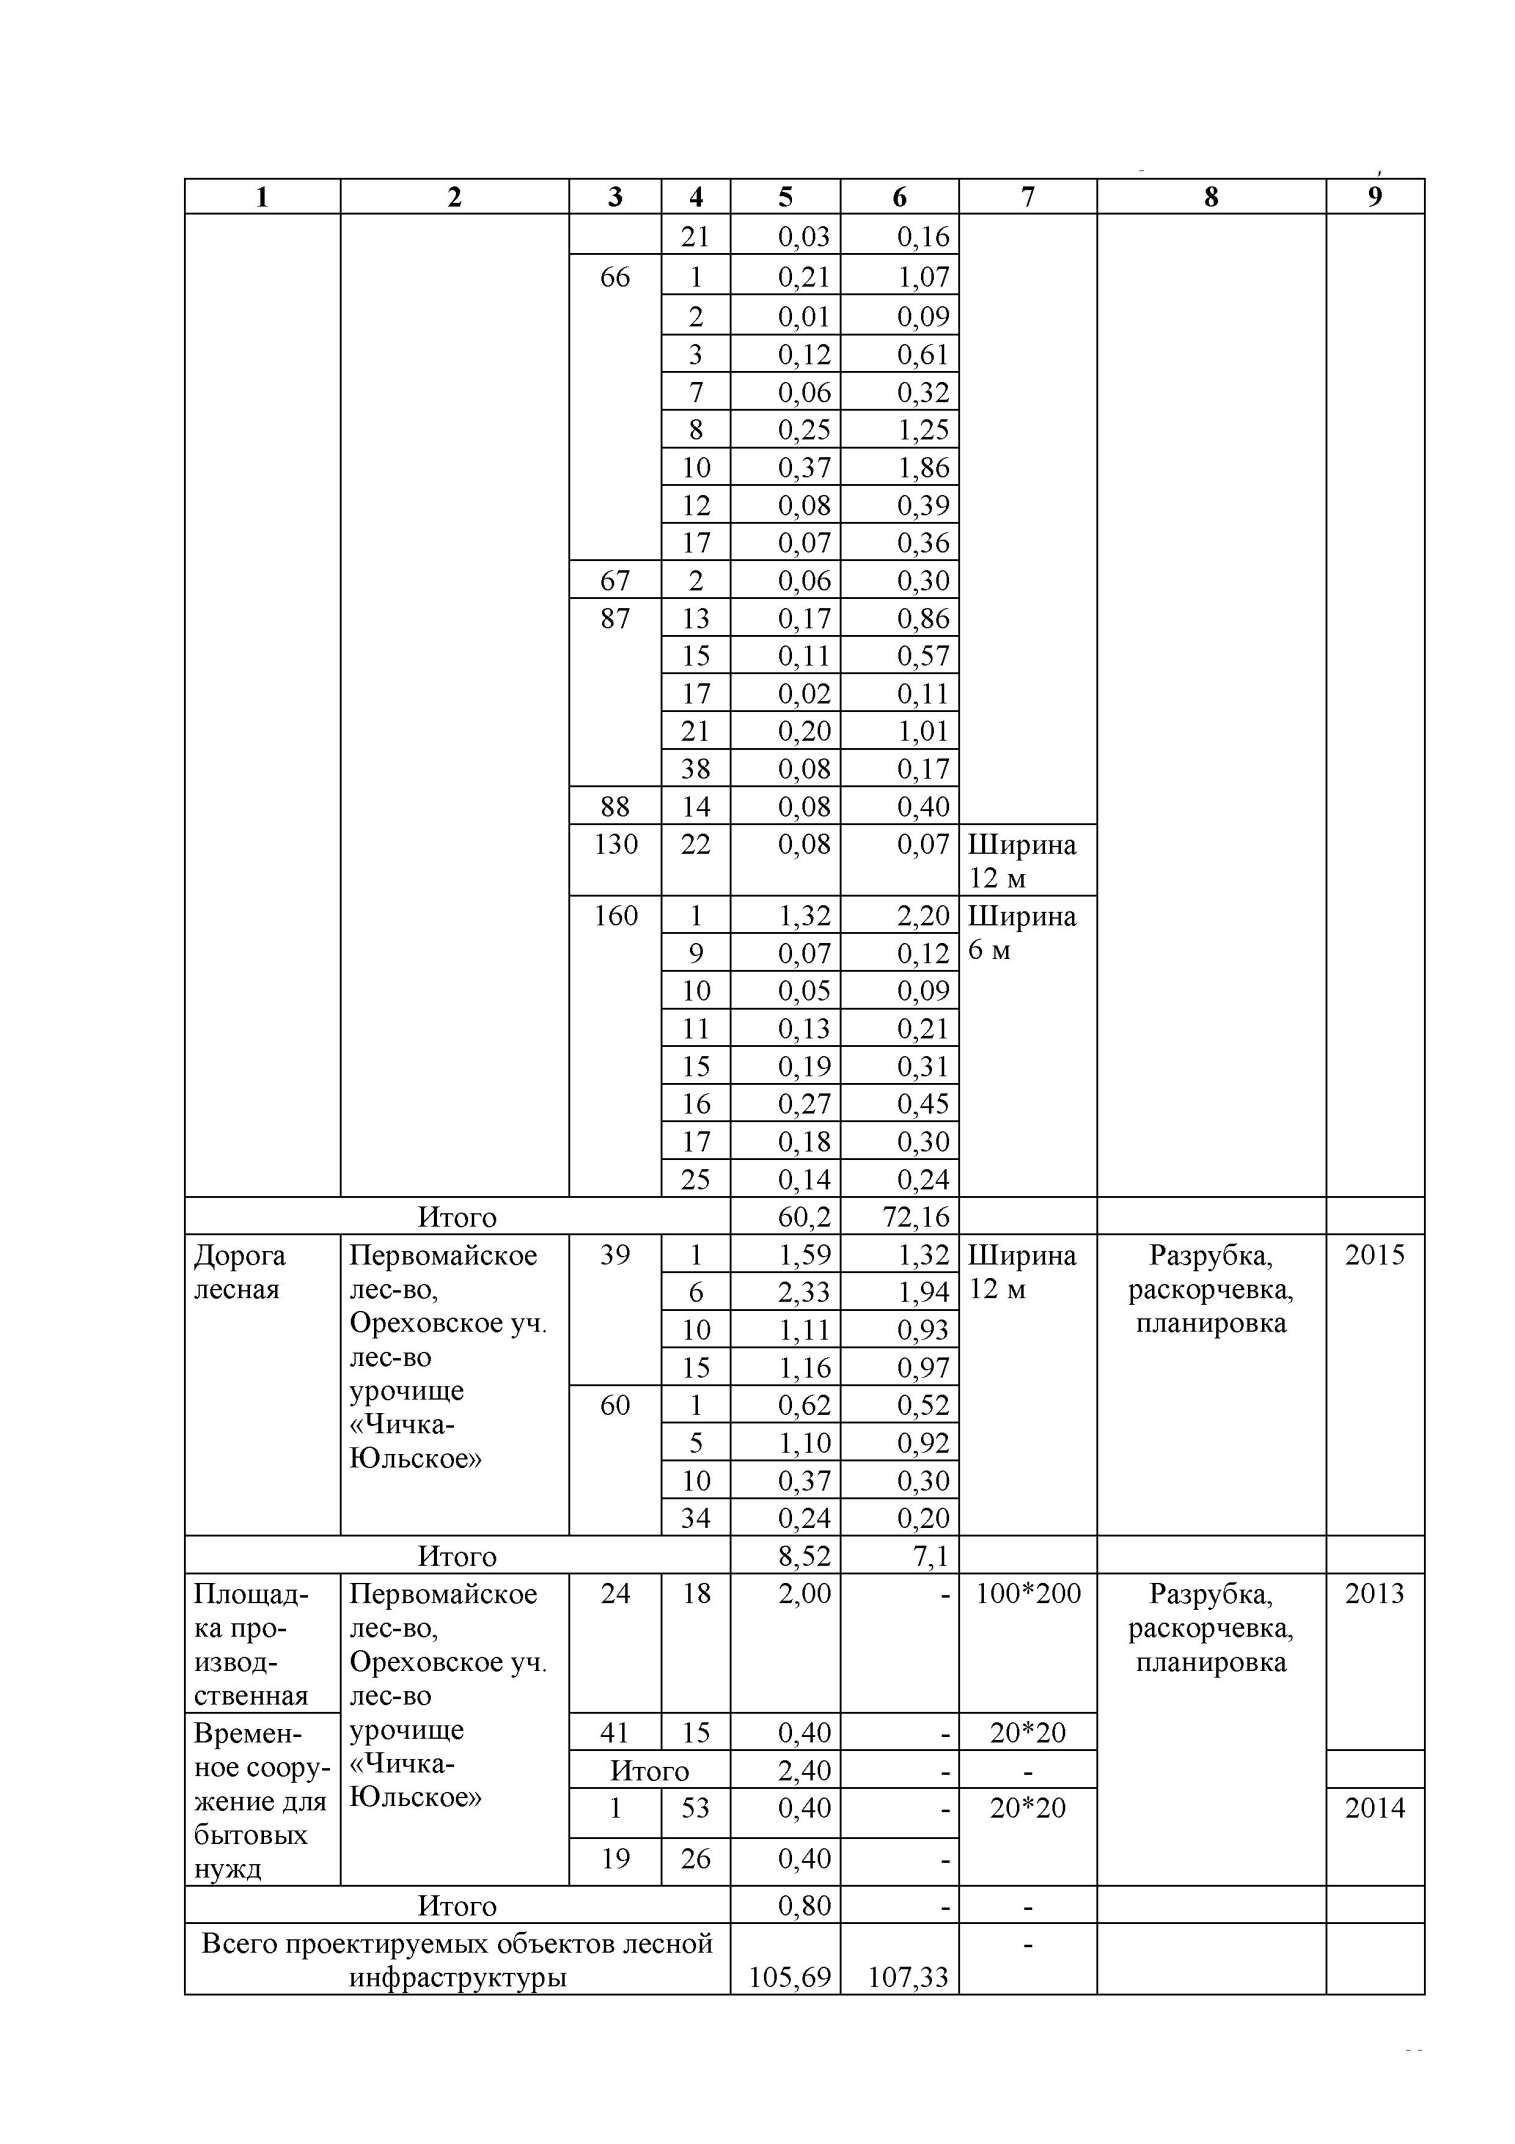 1 2 3 4 5 6 7 8 9
21 0,03 0,16
66 1 0,21 1,07
2 0,01 0,09
3 0,12 0,61
7 0,06 0,32
8 0,25 1,25
10 0,37 1,86
12 0,08 0,39
17 0,07 0,36
67 2 0,06 0,30
87 13 0,17 0,86
15 0,11 0,57
17 0,02 0,11
21 0,20 1,01
38 0,08 0,17
88 14 0,08 0,40
130 22 0,08 0,07 Ширина
12 м
160 1 1,32 2,20 Ширина
9 0,07 0,12 6 м
10 0,05 0,09
11 0,13 0,21
15 0,19 0,31
16 0,27 0,45
17 0,18 0,30
25 0,14 0,24
Итого 60,2 72,16
Дорога Первомайское 39 1 1,59 1,32 Ширина Разрубка, 2015
лесная лес-во, 6 2,33 1,94 12 м раскорчевка,
Ореховское уч. 10 1,11 0,93 планировка
лес-во 15 1,16 0,97
урочище 60 1 0,62 0,52
«Чичка- 5 1,10 0,92
Юльское» 10 0,37 0,30
34 0,24 0,20
Итого 8,52 7,1
Площад- Первомайское 24 18 2,00 - 100*200 Разрубка, 2013
ка про- лес-во, раскорчевка,
извод- Ореховское уч. планировка
ственная лес-во
Времен- урочище 41 15 0,40 - 20*20
ное соору- «Чичка- Итого 2,40 - -
жение для Юльское» 1 53 0,40 - 20*20 2014
бытовых
нужд 19 26 0,40 -
Итого 0,80 - -
Всего проектируемых объектов лесной -
инфраструктуры 105,69 107,33